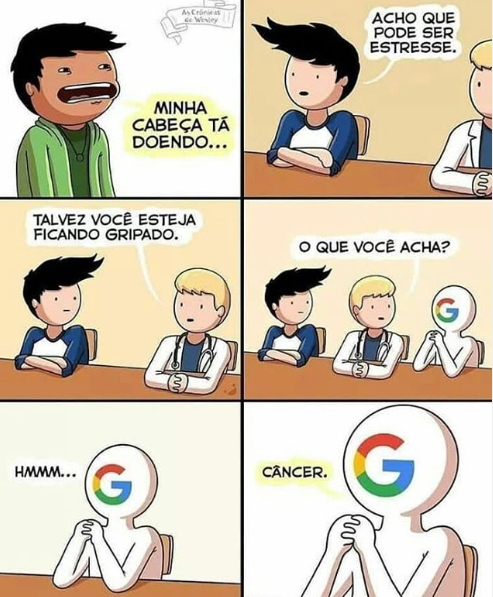 As Crônicas
de Wesley
MINHA
CABEÇA TÁ
DOENDO...
ACHO QUE
PODE SER
ESTRESSE.
TALVEZ VOCÊ ESTEJA
FICANDO GRIPADO.
O QUE VOCÊ ACHA?
G
HMMM...
G
CÂNCER.
G